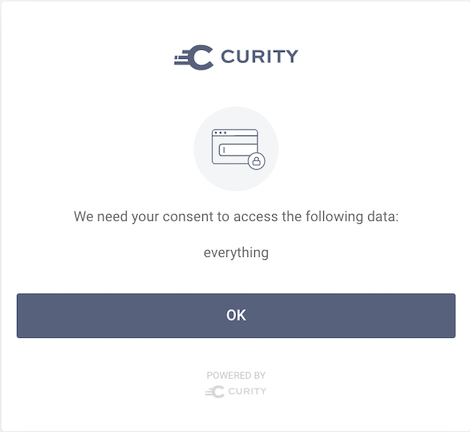 CURITY
We need your consent to access the following data:
everything
OK
POWERED BY
CURITY